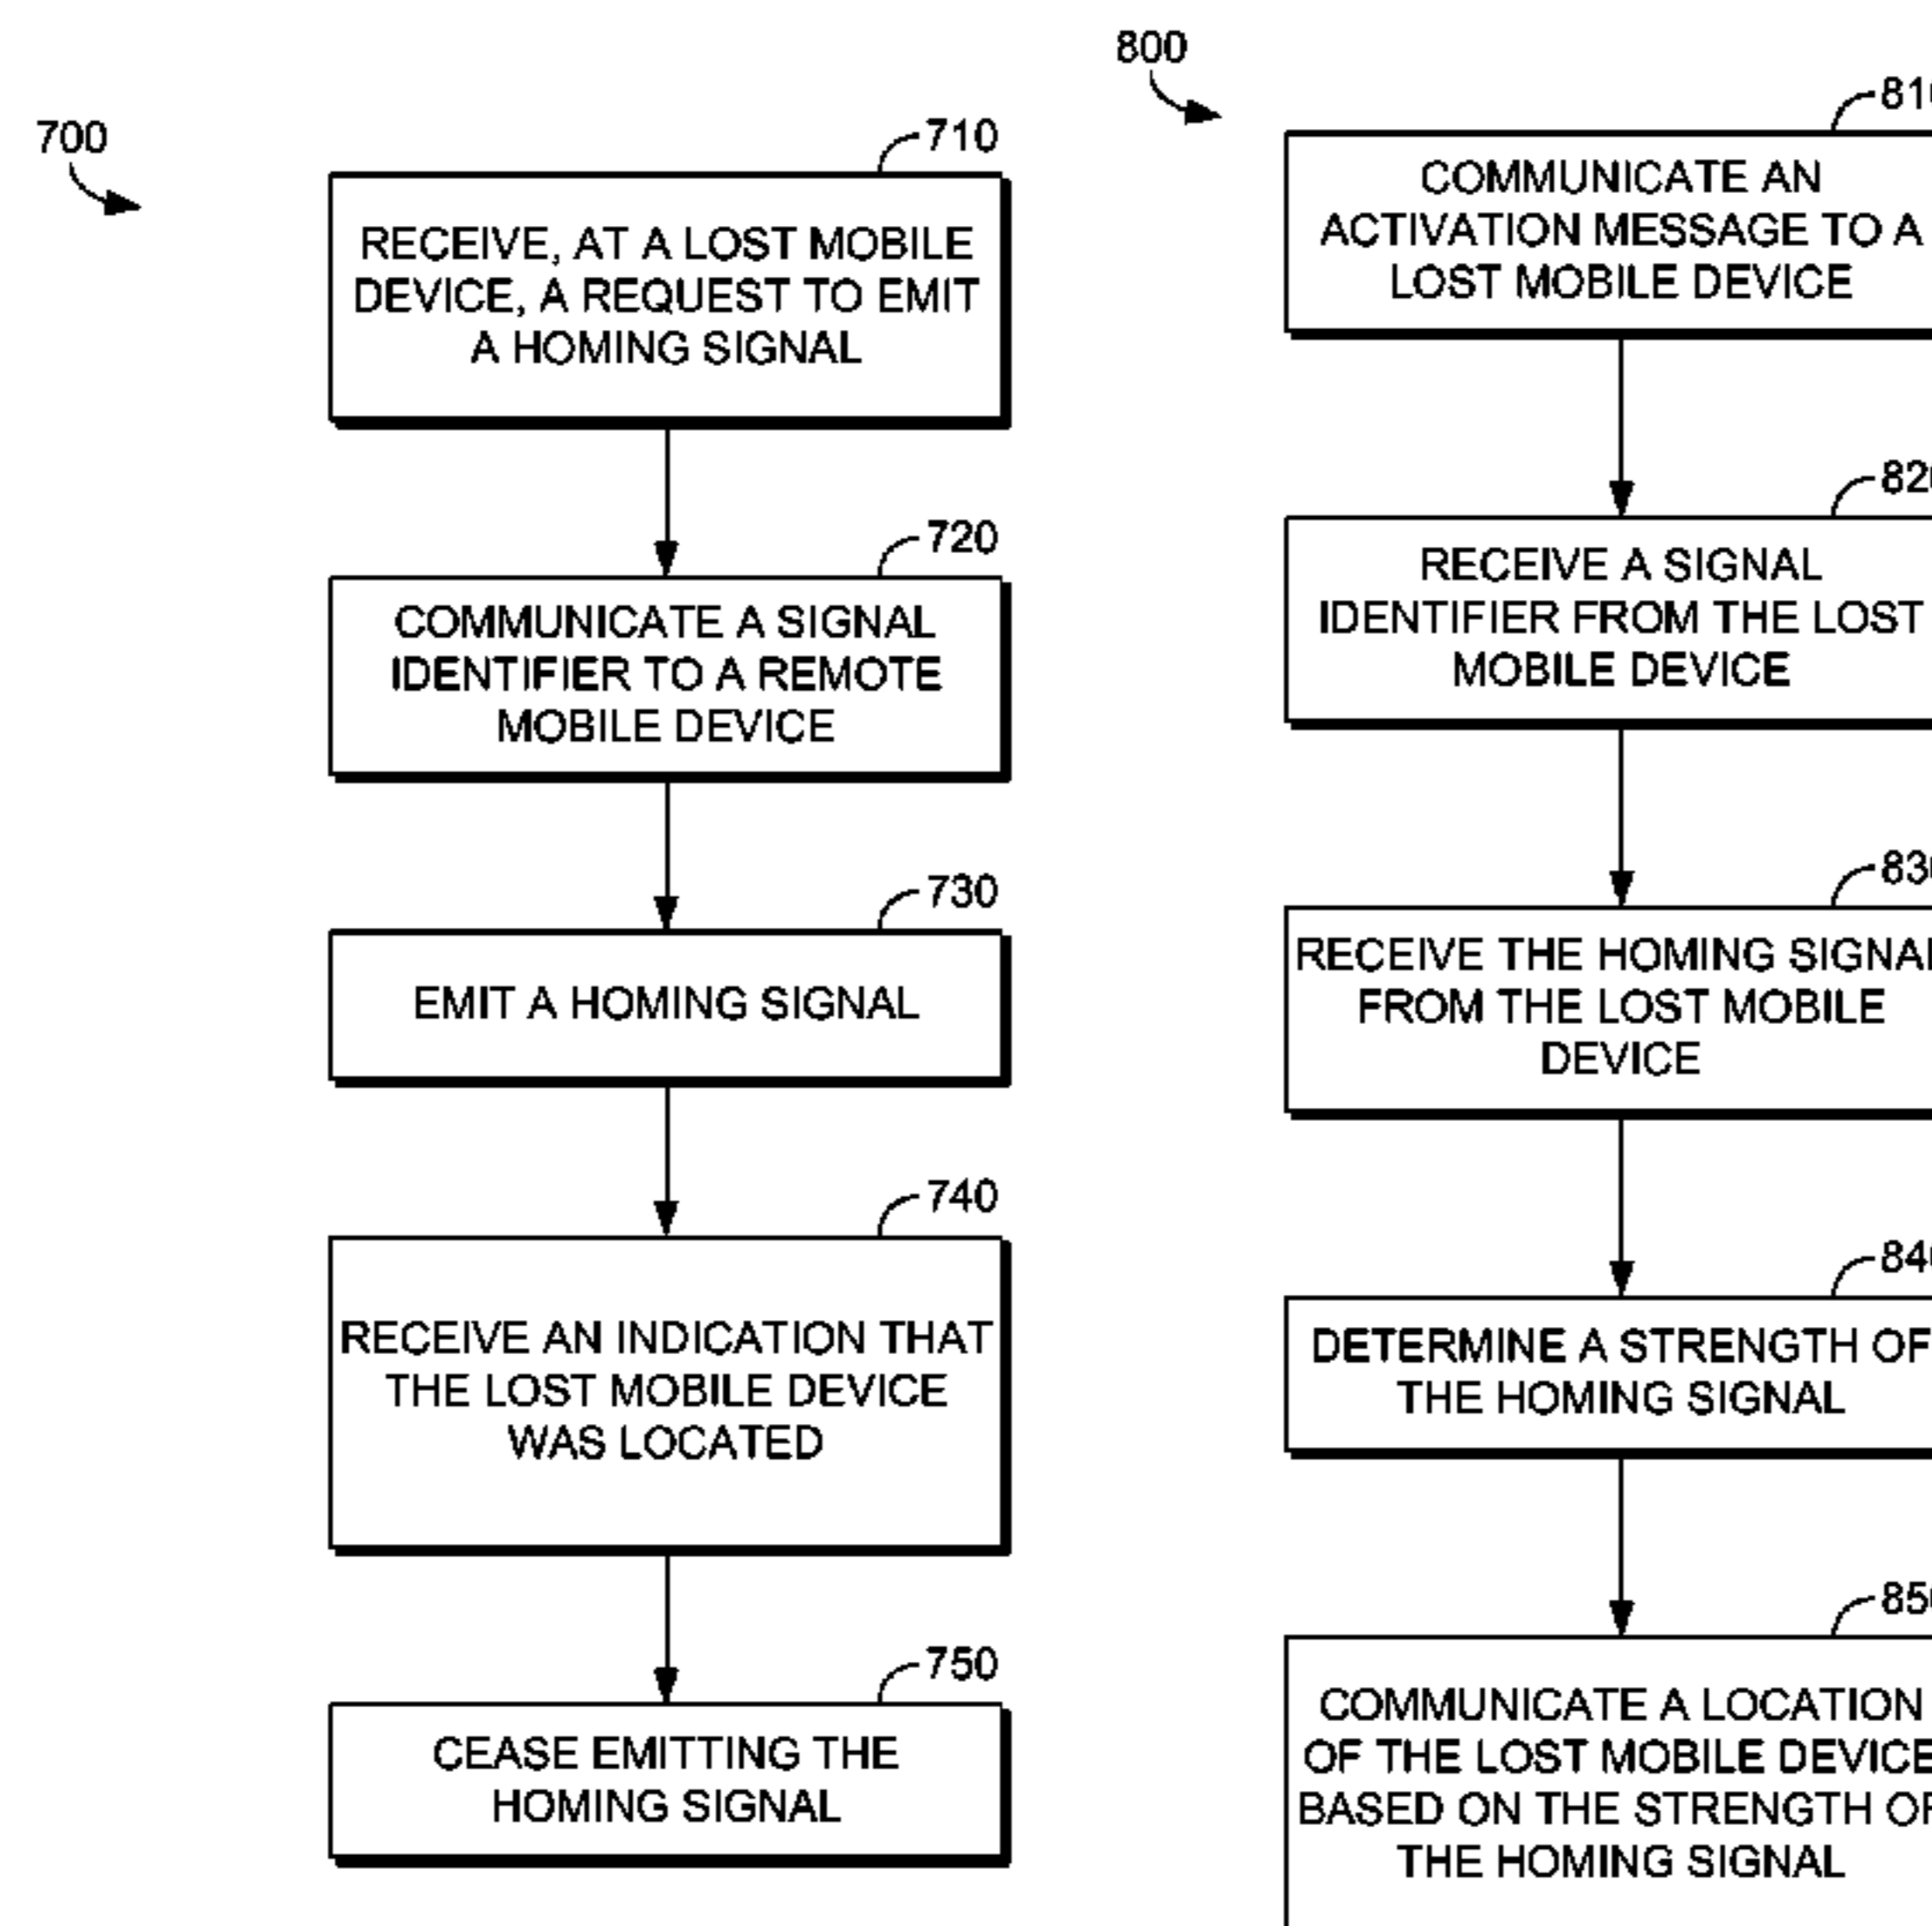 700
710
RECEIVE, AT A LOST MOBILE
DEVICE, A REQUEST TO EMIT
A HOMING SIGNAL
720
COMMUNICATE A SIGNAL
IDENTIFIER TO A REMOTE
MOBILE DEVICE
730
EMIT A HOMING SIGNAL
740
RECEIVE AN INDICATION THAT
THE LOST MOBILE DEVICE
WAS LOCATED
750
CEASE EMITTING THE
HOMING SIGNAL
800
810
COMMUNICATE AN
ACTIVATION MESSAGE TO A
LOST MOBILE DEVICE
820
RECEIVE A SIGNAL
IDENTIFIER FROM THE LOST
MOBILE DEVICE
830
RECEIVE THE HOMING SIGNAL
FROM THE LOST MOBILE
DEVICE
840
DETERMINE A STRENGTH OF
THE HOMING SIGNAL
850
COMMUNICATE A LOCATION
OF THE LOST MOBILE DEVICE
BASED ON THE STRENGTH OF
THE HOMING SIGNAL